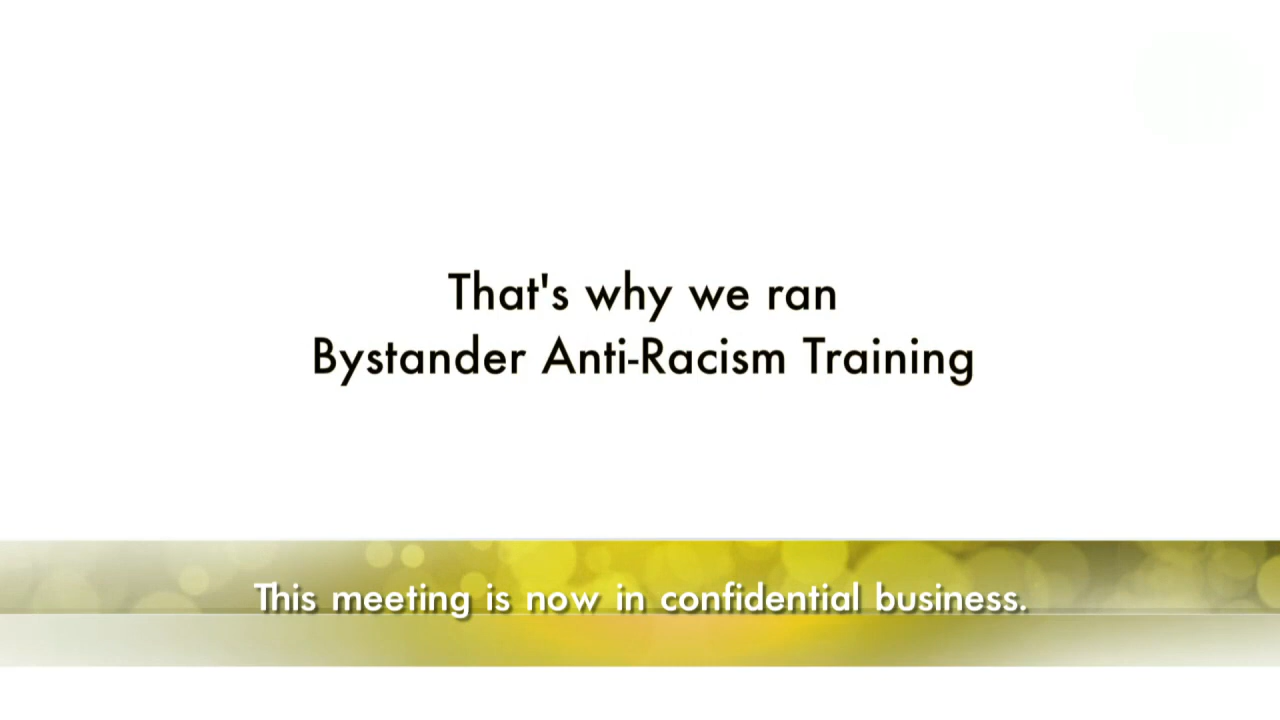 That's why we ran
Bystander Anti-Racism Training
This meeting is now in confidential business.